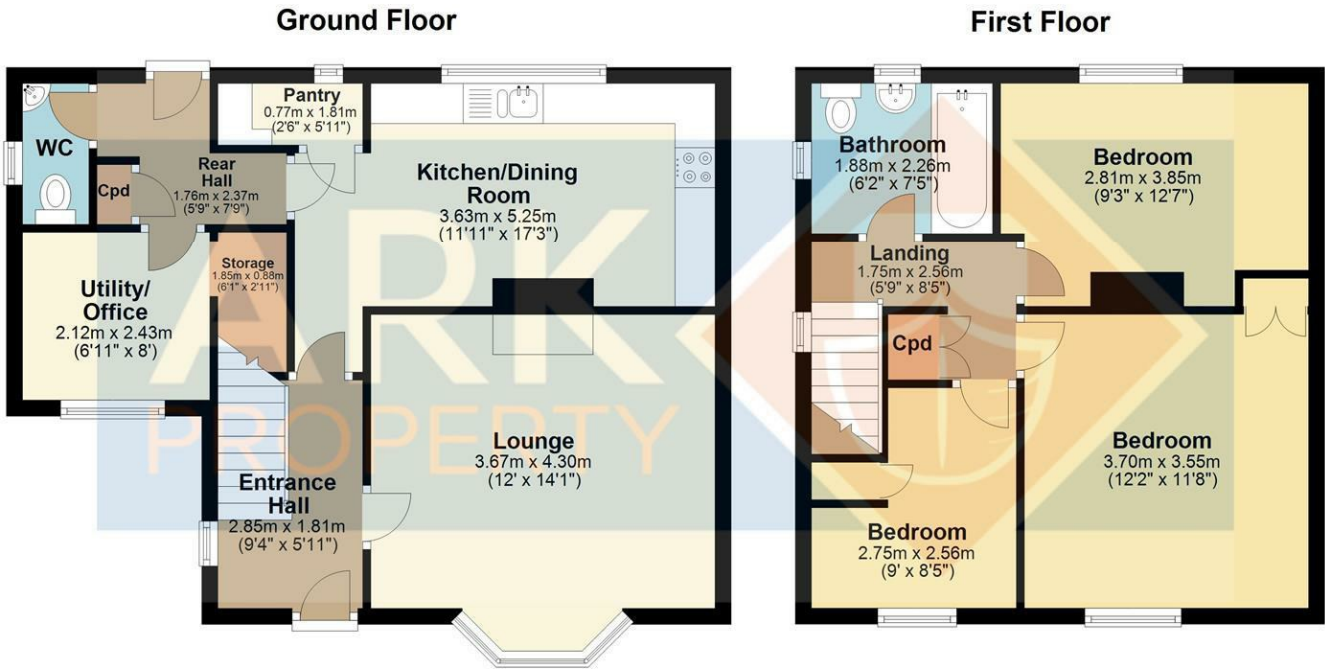 Ground Floor
First Floor
Pantry
0.77m x 1.81m
(2'6" x 5'11")
WC
Rear
Hall
1.76m x 2.37m
(5'9" x 7'9")
Cpd
Kitchen/Dining
Room
3.63m x 5.25m
(11'11" x 17'3")
Storage
1.85m x 0.88m
(6'1" x 2'11")
Utility/
Office
2.12m x 2.43m
(6'11" x 8')
Lounge
3.67m x 4.30m
(12' x 14'1")
Entrance
Hall
2.85m x 1.81m
(9'4" x 5'11")
Bathroom
1.88m x 2.26m
(6'2" x 7'5")
Bedroom
2.81m x 3.85m
(9'3" x 12'7")
Landing
1.75m x 2.56m
(5'9" x 8'5")
Cpd
Bedroom
3.70m x 3.55m
(12'2" x 11'8")
Bedroom
2.75m x 2.56m
(9' x 8'5")
ARK
PROPERTY